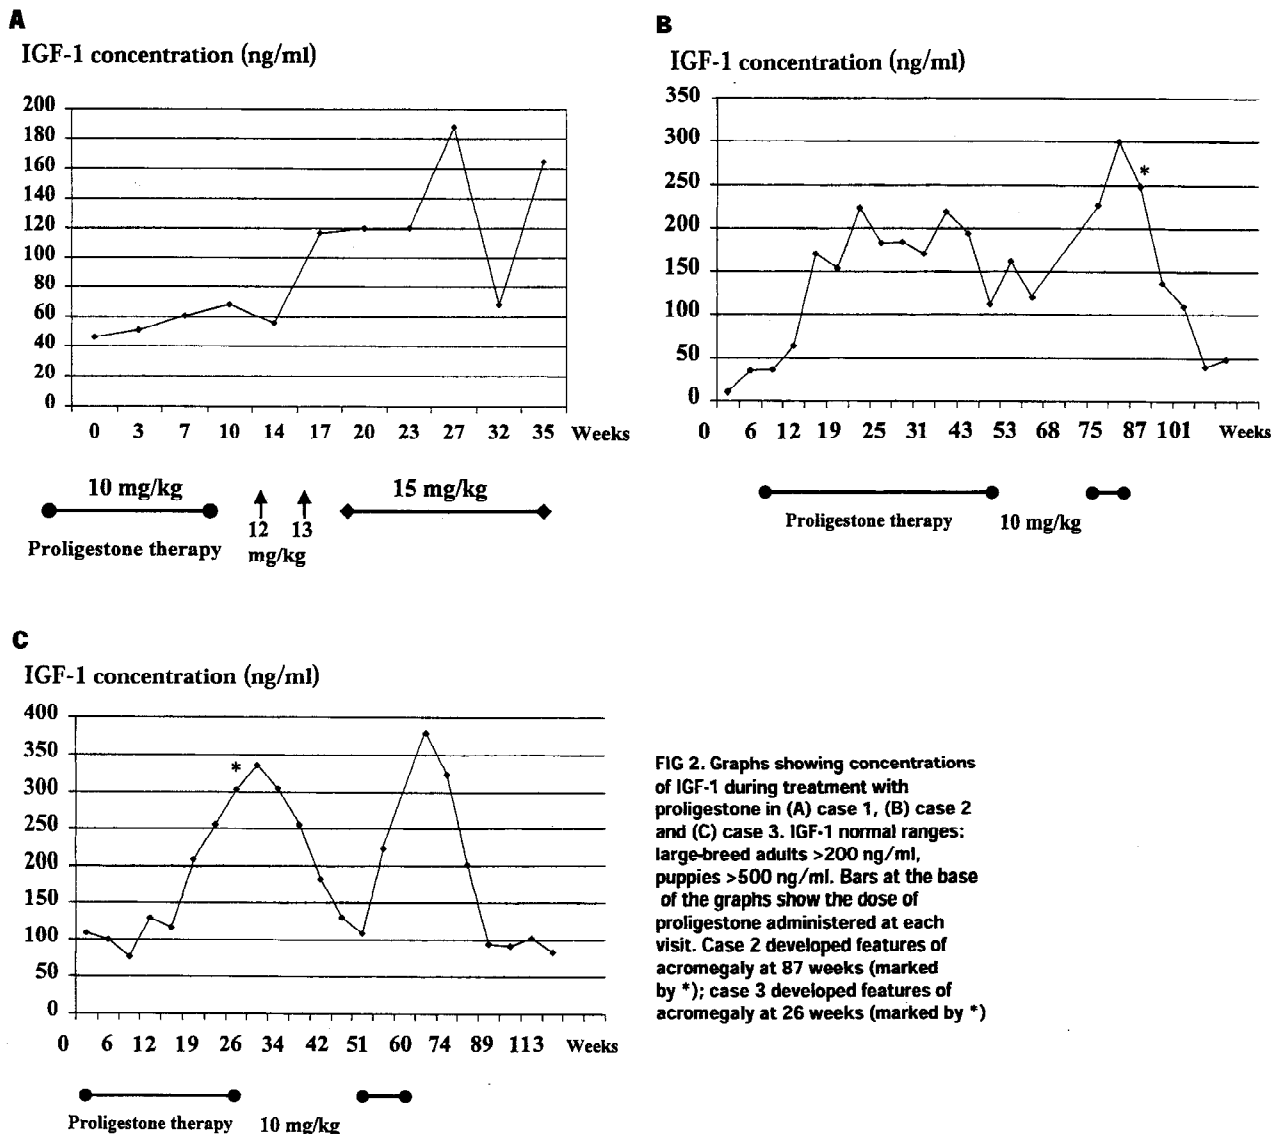 A
IGF-1 concentration (ng/ml)
200
180
160
140
120
100
80
60
40
20
0
0 3 7 10 14 17 20 23 27 32 35 Weeks
10 mg/kg
15 mg/kg
12 13
mg/kg
Proligestone therapy
B
IGF-1 concentration (ng/ml)
350
300
250
200
150
100
50
0
*
0 6 12 19 25 31 43 53 68 75 87 101 Weeks
Proligestone therapy 10 mg/kg
C
IGF-1 concentration (ng/ml)
400
350
300
250
200
150
100
50
0
*
0 6 12 19 26 34 42 51 60 74 89 113 Weeks
Proligestone therapy 10 mg/kg
FIG 2. Graphs showing concentrations
of IGF-1 during treatment with
proligestone in (A) case 1, (B) case 2
and (C) case 3. IGF-1 normal ranges:
large-breed adults >200 ng/ml,
puppies >500 ng/ml. Bars at the base
of the graphs show the dose of
proligestone administered at each
visit. Case 2 developed features of
acromegaly at 87 weeks (marked
by *); case 3 developed features of
acromegaly at 26 weeks (marked by *)